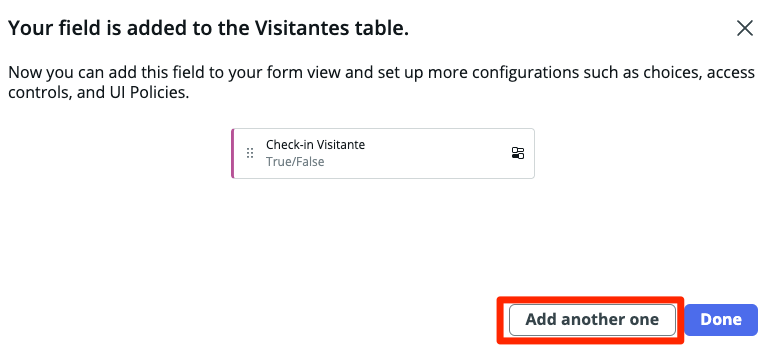 Your field is added to the Visitantes table.
Now you can add this field to your form view and set up more configurations such as choices, access
controls, and UI Policies.
Check-in Visitante
True/False
Add another one
Done